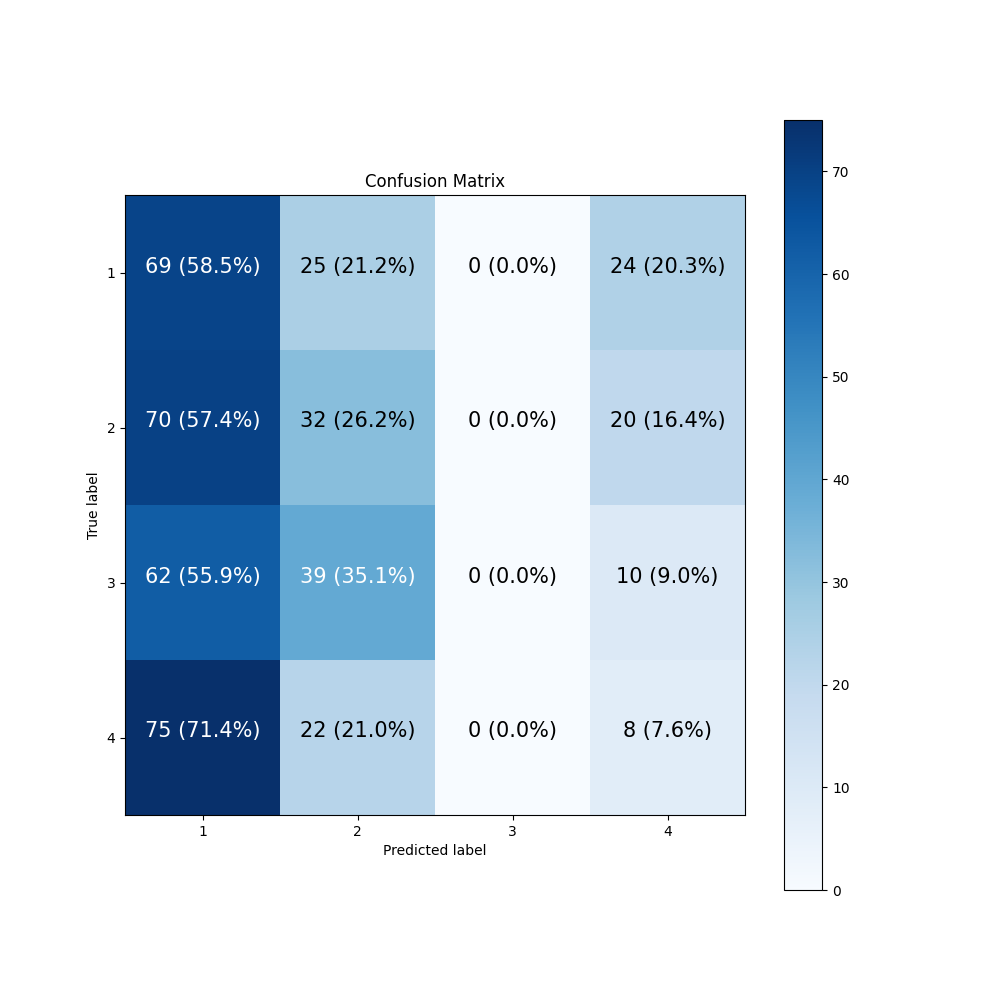 Confusion Matrix
1 69 (58.5%) 25 (21.2%) 0 (0.0%) 24 (20.3%)
2 70 (57.4%) 32 (26.2%) 0 (0.0%) 20 (16.4%)
3 62 (55.9%) 39 (35.1%) 0 (0.0%) 10 (9.0%)
4 75 (71.4%) 22 (21.0%) 0 (0.0%) 8 (7.6%)
True label
1 2 3 4
Predicted label
70
60
50
40
30
20
10
0